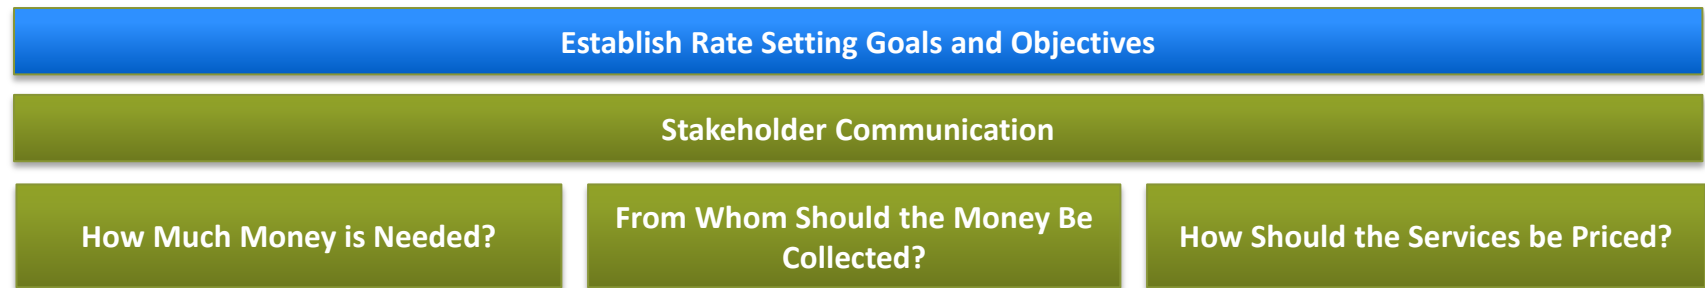 Establish Rate Setting Goals and Objectives
Stakeholder Communication
How Much Money is Needed?
From Whom Should the Money Be
Collected?
How Should the Services be Priced?